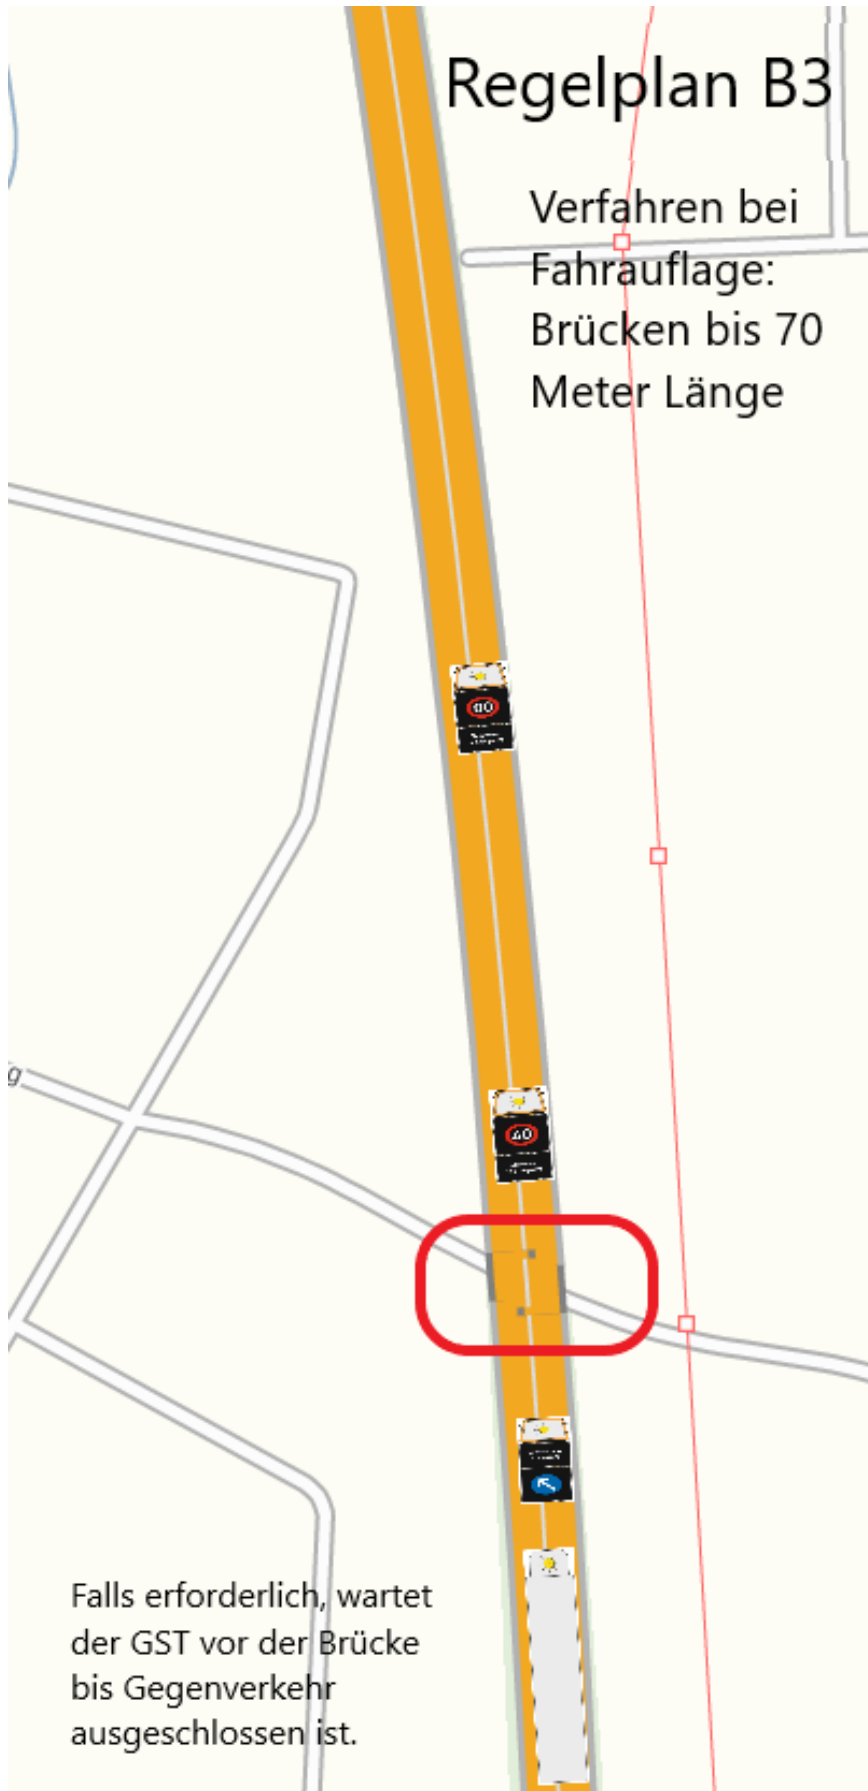 Regelplan B3
Verfahren bei
Fahrauflage:
Brücken bis 70
Meter Länge
40
g
Falls erforderlich, wartet
der GST vor der Brücke
bis Gegenverkehr
ausgeschlossen ist.